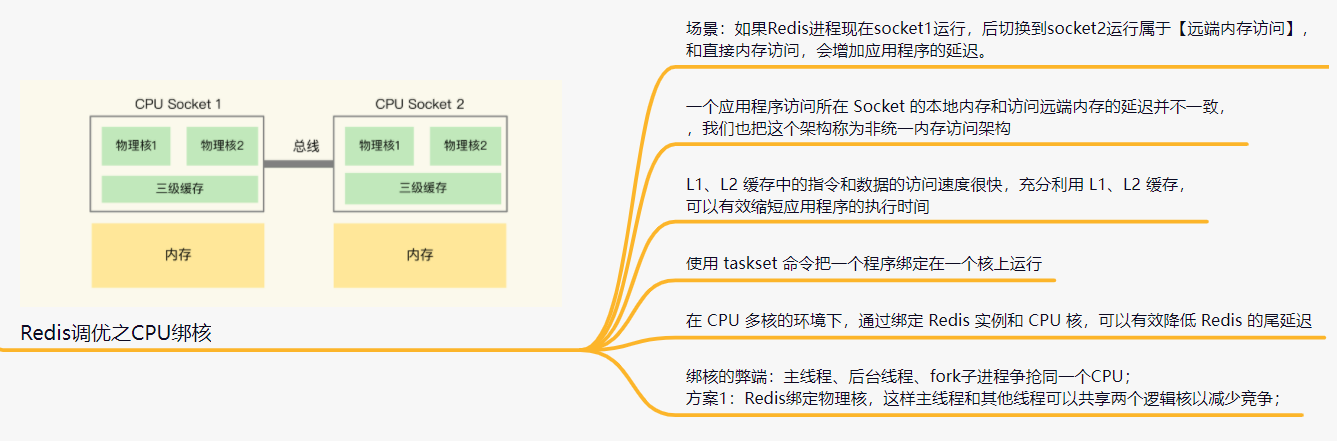 CPU Socket 1
CPU Socket 2
物理核1
物理核2
总线
物理核1
物理核2
三级缓存
三级缓存
内存
内存
Redis调优之CPU绑核
场景：如果Redis进程现在socket1运行，后切换到socket2运行属于【远端内存访问】，
和直接内存访问，会增加应用程序的延迟。
一个应用程序访问所在 Socket 的本地内存和访问远端内存的延迟并不一致，
，我们也把这个架构称为非统一内存访问架构
L1、L2 缓存中的指令和数据的访问速度很快，充分利用 L1、L2 缓存，
可以有效缩短应用程序的执行时间
使用 taskset 命令把一个程序绑定在一个核上运行
在 CPU 多核的环境下，通过绑定 Redis 实例和 CPU 核，可以有效降低 Redis 的尾延迟
绑核的弊端：主线程、后台线程、fork子进程争抢同一个CPU；
方案1：Redis绑定物理核，这样主线程和其他线程可以共享两个逻辑核以减少竞争；